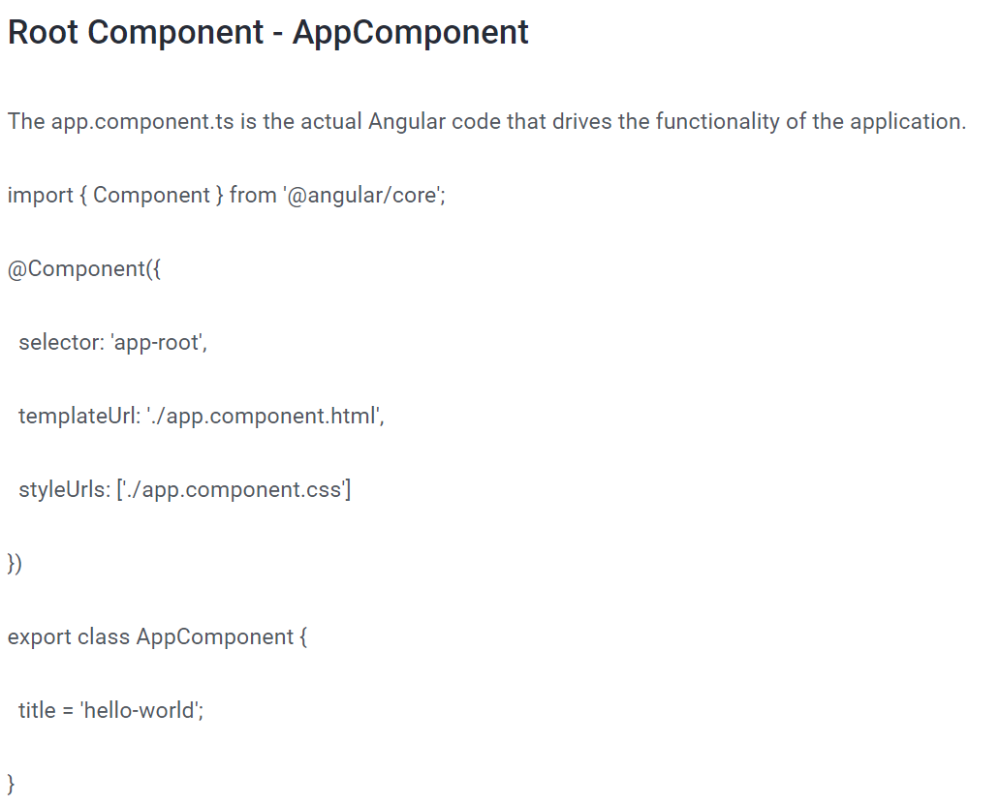 Root Component - AppComponent
The app.component.ts is the actual Angular code that drives the functionality of the application.
import { Component } from '@angular/core';
@Component({
  selector: 'app-root',
  templateUrl: './app.component.html',
  styleUrls: ['./app.component.css']
})
export class AppComponent {
  title = 'hello-world';
}